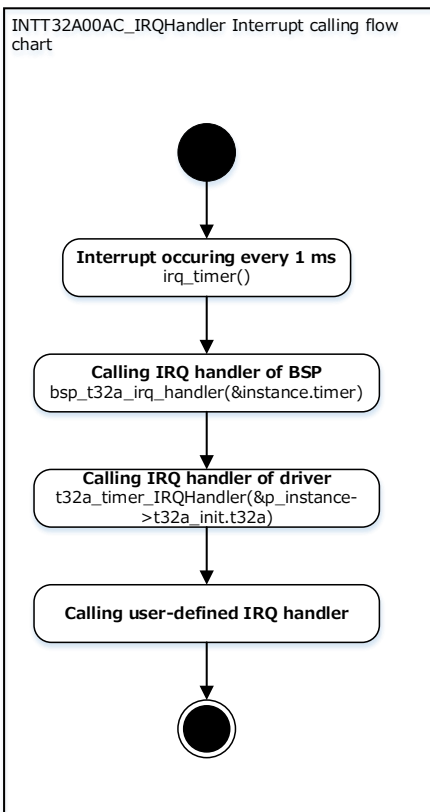 INTT32A00AC_IRQHandler Interrupt calling flow
chart
Interrupt occuring every 1 ms
irq_timer()
Calling IRQ handler of BSP
bsp_t32a_irq_handler(&instance.timer)
Calling IRQ handler of driver
t32a_timer_IRQHandler(&p_instance-
>t32a_init.t32a)
Calling user-defined IRQ handler